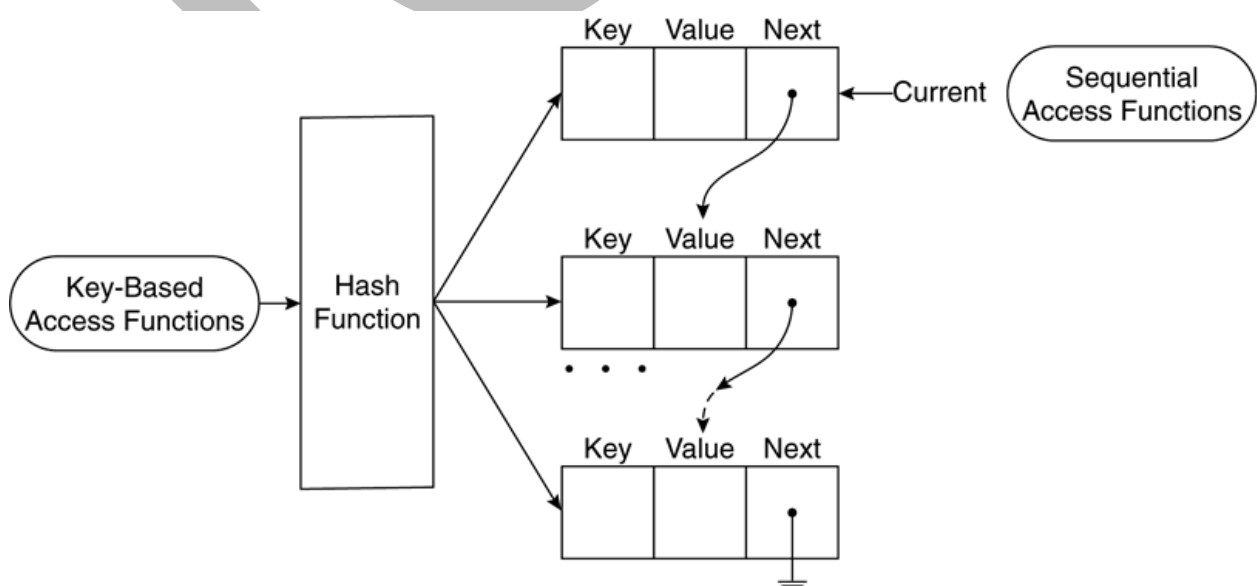 Key Value Next
Current
Sequential
Access Functions
Key Value Next
Key-Based
Access Functions
Hash
Function
Key Value Next